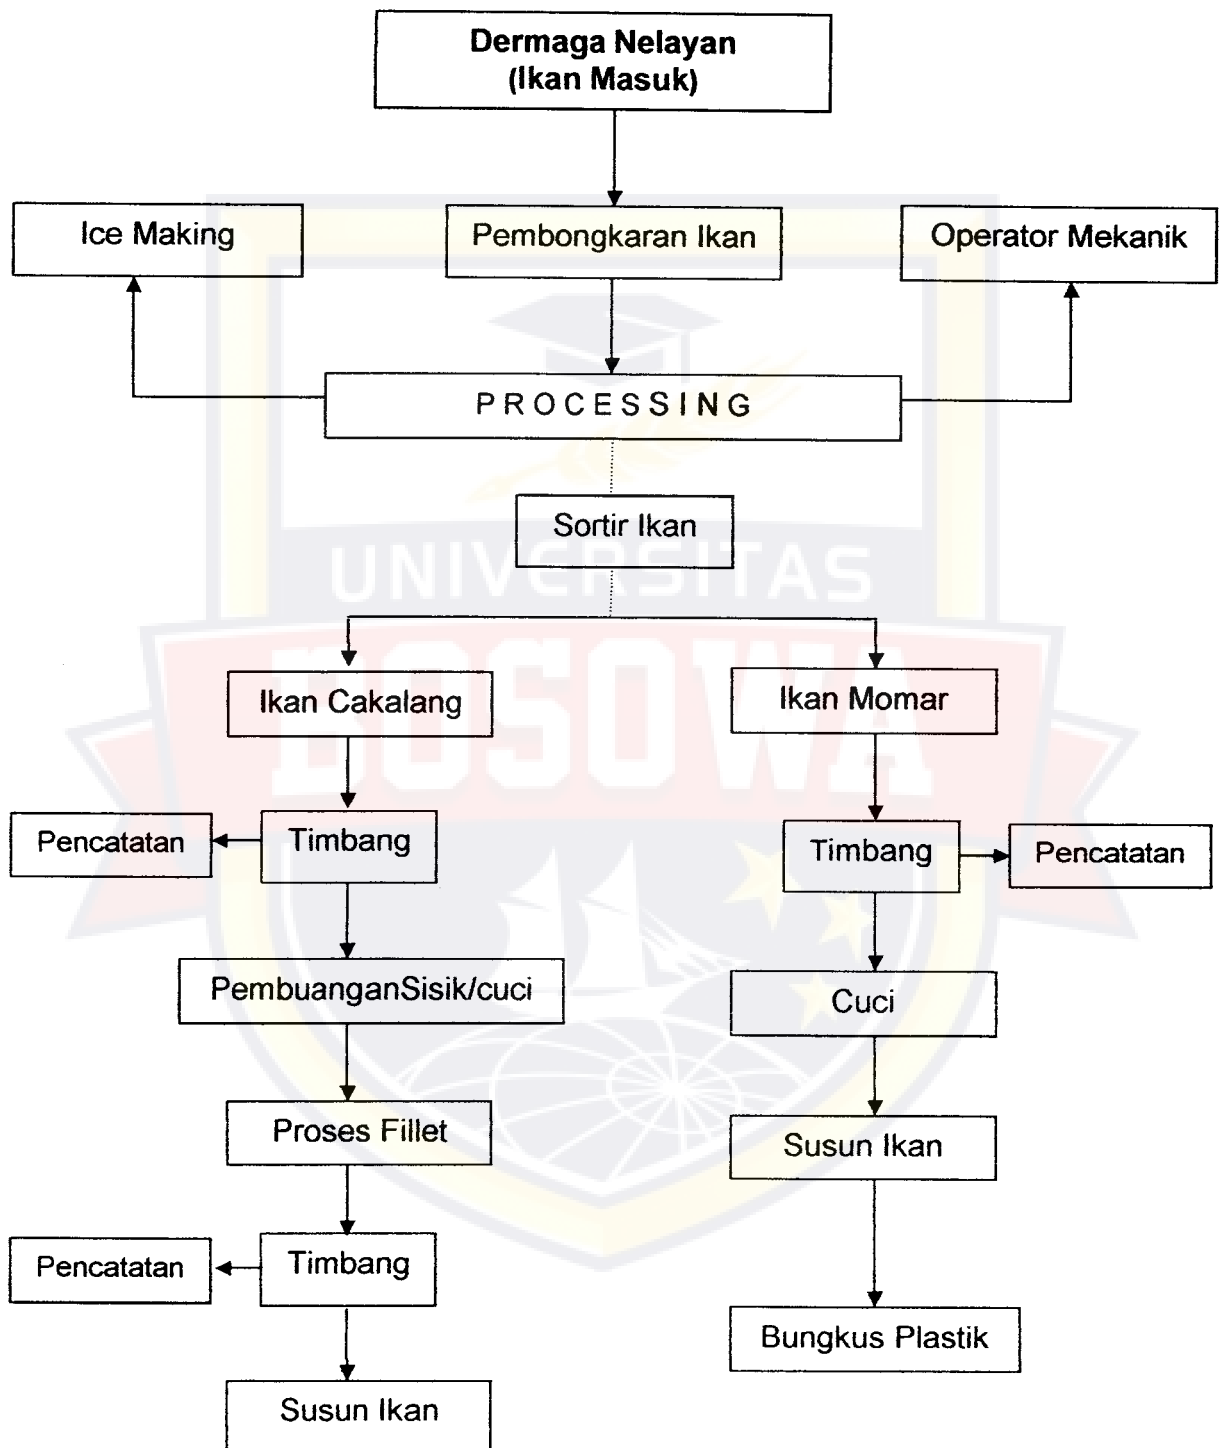 Dermaga Nelayan
(Ikan Masuk)
Ice Making
Pembongkaran Ikan
Operator Mekanik
PROCESSING
Sortir Ikan
UNIVERSITAS
BOSOWA
Ikan Cakalang
Ikan Momar
Pencatatan
Timbang
Timbang
Pencatatan
PembuanganSisik/cuci
Cuci
Proses Fillet
Susun Ikan
Pencatatan
Timbang
Bungkus Plastik
Susun Ikan